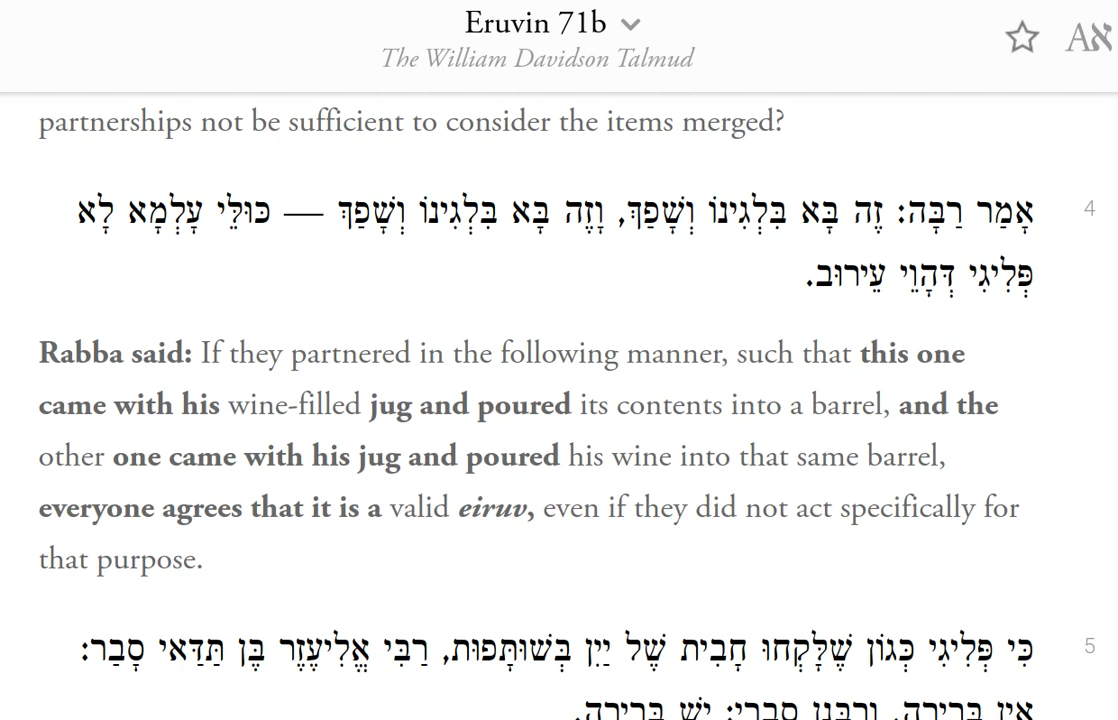 Eruvin 71b
The William Davidson Talmud
Aא
partnerships not be sufficient to consider the items merged?
אָמַר רַבָּה: זֶה בָּא בִּלְגִינוֹ וְשָׁפַךְ, וָזֶה בָּא בִּלְגִינוֹ וְשָׁפַךְ — כּוּלֵּי עָלְמָא לָא
4
פְּלִיגִי דְּהָוֵי עֵירוּב.
Rabba said: If they partnered in the following manner, such that this one
came with his wine-filled jug and poured its contents into a barrel, and the
other one came with his jug and poured his wine into that same barrel,
everyone agrees that it is a valid eiruv, even if they did not act specifically for
that purpose.
כִּי פְּלִיגִי כְּגוֹן שֶׁלָּקְחוּ חָבִית שֶׁל יַיִן בְּשׁוּתָּפוּת, רַבִּי אֱלִיעֶזֶר בֶּן תַּדַּאי סָבַר:
5
אֵין בְּרֵירָה, וְרַבָּנַן סָבְרִי: יֵשׁ בְּרֵירָה.